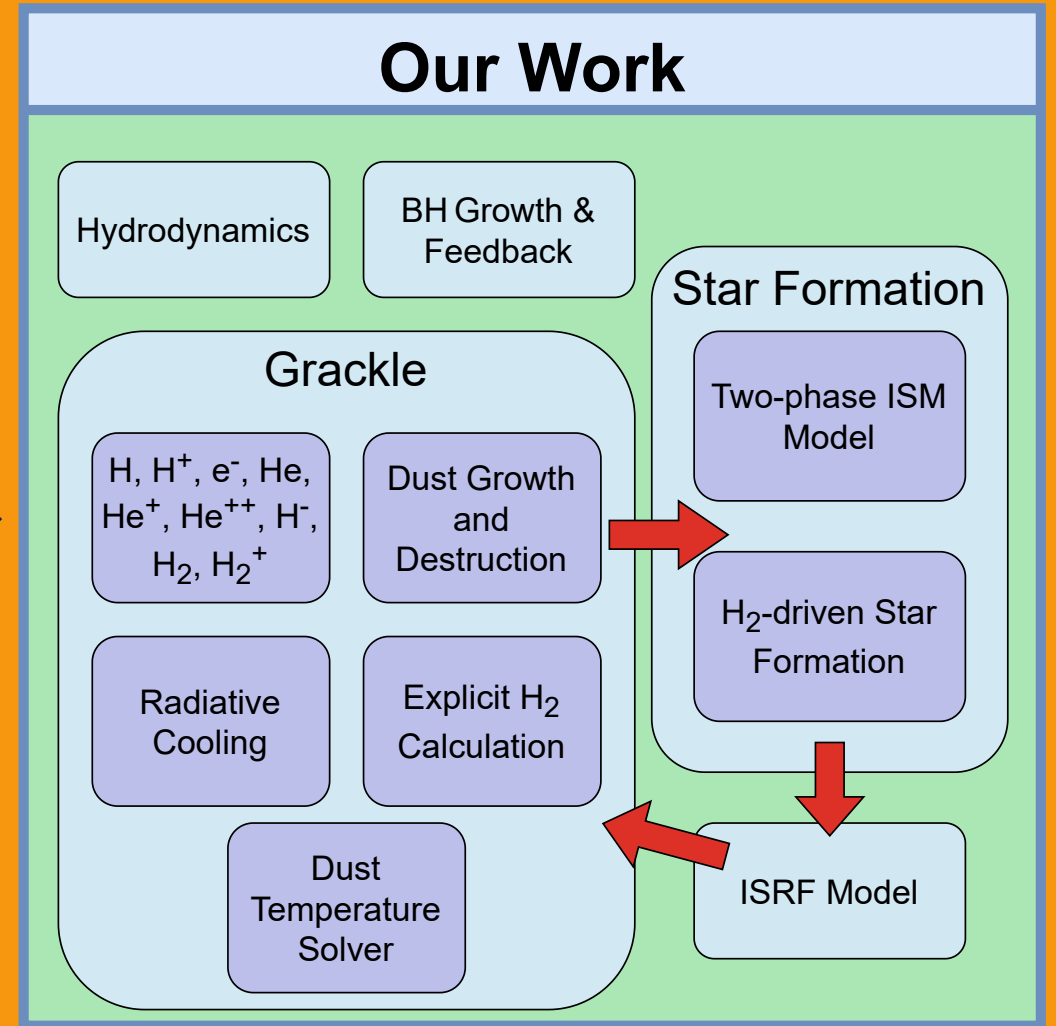 Our Work
Hydrodynamics
BH Growth &
Feedback
Star Formation
Two-phase ISM
Model
H₂-driven Star
Formation
Grackle
H, H⁺, e⁻, He,
He⁺, He⁺⁺, H⁻,
H₂, H₂⁺
Dust Growth
and
Destruction
Radiative
Cooling
Explicit H₂
Calculation
Dust
Temperature
Solver
ISRF Model